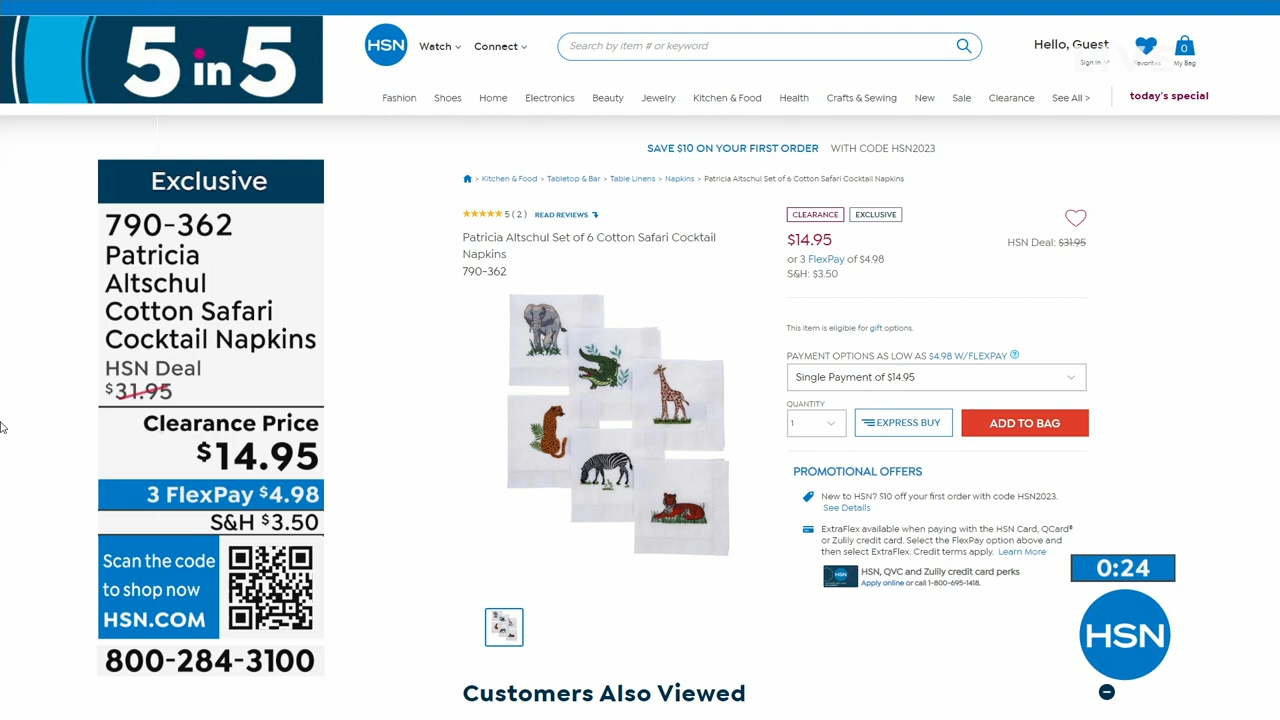 5 in 5
HSN
Watch
Connect
Search by item # or keyword
Hello, Guest
Sign In
Favorites
0
My Bag
Fashion
Shoes
Home
Electronics
Beauty
Jewelry
Kitchen & Food
Health
Crafts & Sewing
New
Sale
Clearance
See All >
today's special
SAVE $10 ON YOUR FIRST ORDER WITH CODE HSN2023
> Kitchen & Food > Tabletop & Bar > Table Linens > Napkins > Patricia Altschul Set of 6 Cotton Safari Cocktail Napkins
Exclusive
790-362
Patricia
Altschul
Cotton Safari
Cocktail Napkins
HSN Deal
$31.95
Clearance Price
$14.95
3 FlexPay $4.98
S&H $3.50
Scan the code
to shop now
HSN.COM
800-284-3100
5 ( 2 ) READ REVIEWS
Patricia Altschul Set of 6 Cotton Safari Cocktail
Napkins
790-362
CLEARANCE
EXCLUSIVE
$14.95
HSN Deal: $31.95
or 3 FlexPay of $4.98
S&H: $3.50
This item is eligible for gift options.
PAYMENT OPTIONS AS LOW AS $4.98 W/FLEXPAY ?
Single Payment of $14.95
QUANTITY
1
EXPRESS BUY
ADD TO BAG
PROMOTIONAL OFFERS
New to HSN? $10 off your first order with code HSN2023.
See Details
ExtraFlex available when paying with the HSN Card, QCard®
or Zulily credit card. Select the FlexPay option above and
then select ExtraFlex. Credit terms apply. Learn More
HSN, QVC and Zulily credit card perks
Apply online or call 1-800-695-1418.
0:24
HSN
Customers Also Viewed